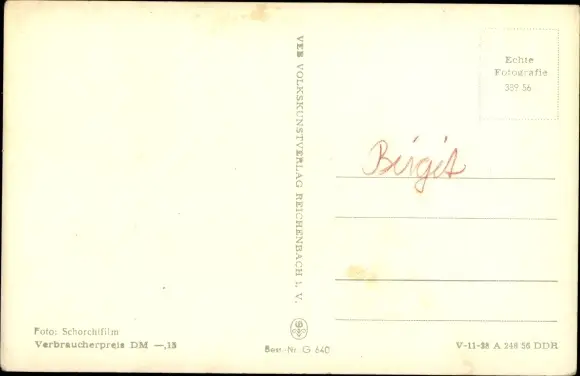 Echte
Fotografie
389 56
VEB VOLKSKUNSTVERLAG REICHENBACH i. V.
Birgit
Foto: Schorchtfilm
Verbraucherpreis DM —,15
Best-Nr. G 640
V-11-28 A 248 56 DDR